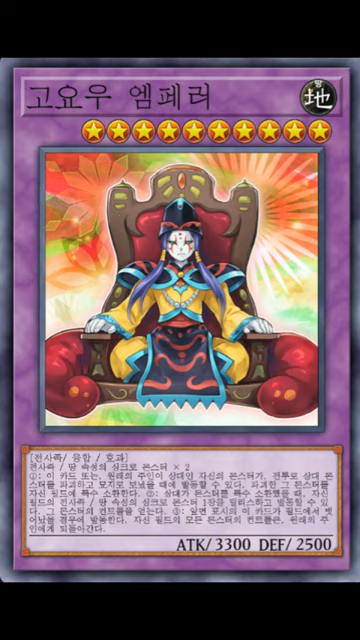 고요우 엠페러
땅
地
[전사족 / 융합 / 효과]
전사족 / 땅 속성의 싱크로 몬스터 × 2
①: 이 카드 또는, 원래의 주인이 상대인 자신의 몬스터가, 전투로 상대 몬
스터를 파괴하고 묘지로 보냈을 때에 발동할 수 있다. 파괴한 그 몬스터를
자신 필드에 특수 소환한다. ②: 상대가 몬스터를 특수 소환했을 때, 자신
필드의 전사족 / 땅 속성의 싱크로 몬스터 1장을 릴리스하고 발동할 수 있
다. 그 몬스터의 컨트롤을 얻는다. ③: 앞면 표시의 이 카드가 필드에서 벗
어났을 경우에 발동한다. 자신 필드의 모든 몬스터의 컨트롤은, 원래의 주
인에게 되돌아간다.
ATK/ 3300 DEF/ 2500